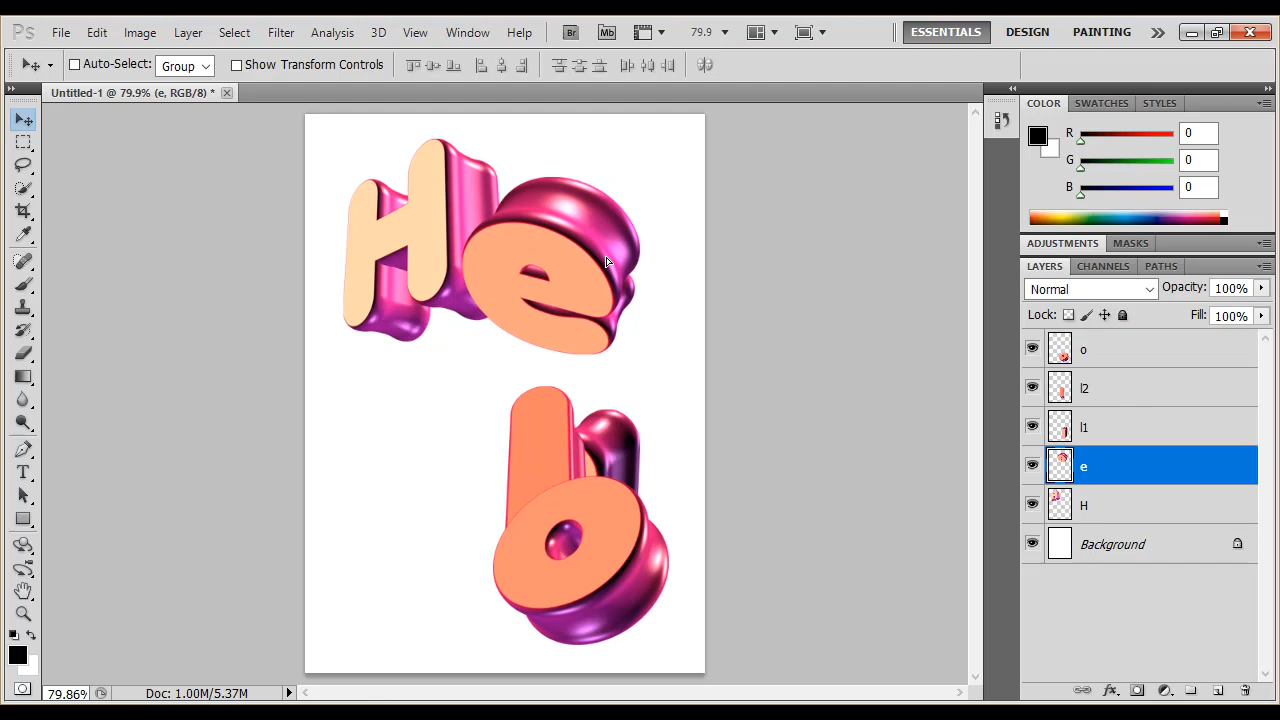 Ps File Edit Image Layer Select Filter Analysis 3D View Window Help Br Mb 79.9 ESSENTIALS DESIGN PAINTING
Auto-Select: Group Show Transform Controls
Untitled-1 @ 79.9% (e, RGB/8) *
COLOR SWATCHES STYLES
R 0
G 0
B 0
ADJUSTMENTS MASKS
LAYERS CHANNELS PATHS
Normal Opacity: 100%
Lock: Fill: 100%
o
l2
l1
e
H
Background
He
lo
79.86% Doc: 1.00M/5.37M